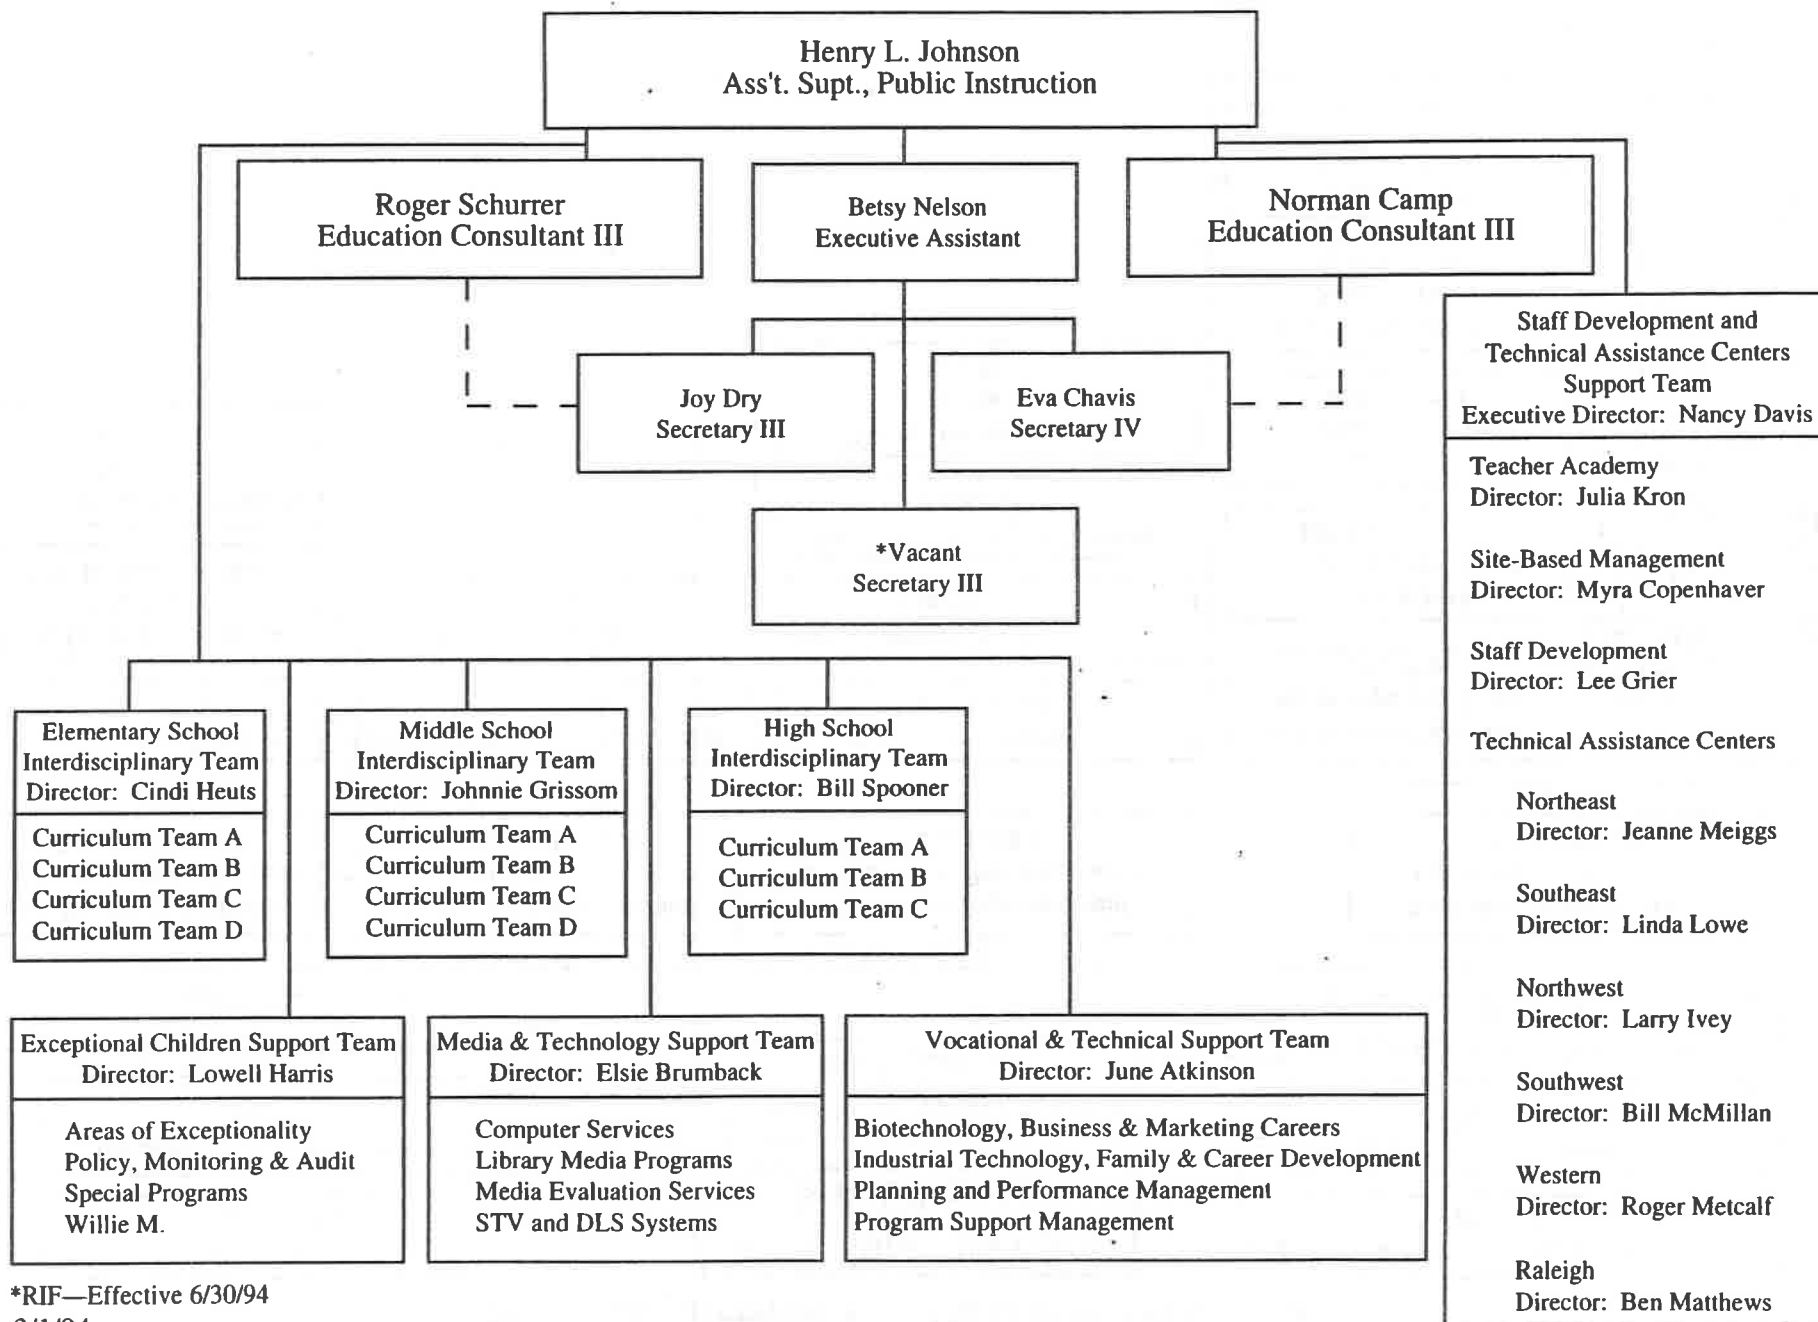 Henry L. Johnson
Ass't. Supt., Public Instruction
Roger Schurrer
Education Consultant III
Betsy Nelson
Executive Assistant
Norman Camp
Education Consultant III
Joy Dry
Secretary III
Eva Chavis
Secretary IV
*Vacant
Secretary III
Staff Development and
Technical Assistance Centers
Support Team
Executive Director: Nancy Davis
Teacher Academy
Director: Julia Kron
Site-Based Management
Director: Myra Copenhaver
Staff Development
Director: Lee Grier
Technical Assistance Centers
Northeast
Director: Jeanne Meiggs
Southeast
Director: Linda Lowe
Northwest
Director: Larry Ivey
Southwest
Director: Bill McMillan
Western
Director: Roger Metcalf
Raleigh
Director: Ben Matthews
Elementary School
Interdisciplinary Team
Director: Cindi Heuts
Curriculum Team A
Curriculum Team B
Curriculum Team C
Curriculum Team D
Middle School
Interdisciplinary Team
Director: Johnnie Grissom
Curriculum Team A
Curriculum Team B
Curriculum Team C
Curriculum Team D
High School
Interdisciplinary Team
Director: Bill Spooner
Curriculum Team A
Curriculum Team B
Curriculum Team C
Exceptional Children Support Team
Director: Lowell Harris
Areas of Exceptionality
Policy, Monitoring & Audit
Special Programs
Willie M.
Media & Technology Support Team
Director: Elsie Brumback
Computer Services
Library Media Programs
Media Evaluation Services
STV and DLS Systems
Vocational & Technical Support Team
Director: June Atkinson
Biotechnology, Business & Marketing Careers
Industrial Technology, Family & Career Development
Planning and Performance Management
Program Support Management
*RIF—Effective 6/30/94